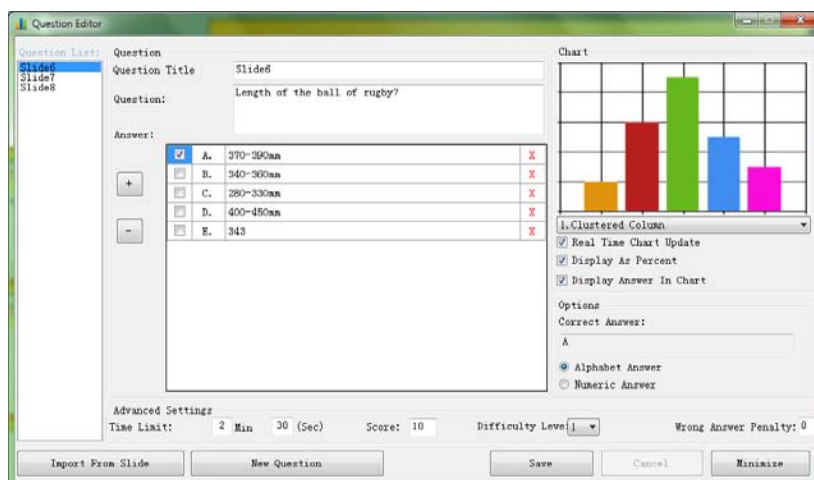 Question Editor
Question List:
Slide6
Slide7
Slide8
Question
Question Title
Slide6
Question:
Length of the ball of rugby?
Answer:
A. 370-390mm X
B. 340-360mm X
C. 280-330mm X
D. 400-450mm X
E. 343 X
+
-
Chart
1.Clustered Column
Real Time Chart Update
Display As Percent
Display Answer In Chart
Options
Correct Answer:
A
Alphabet Answer
Numeric Answer
Advanced Settings
Time Limit: 2 Min 30 (Sec) Score: 10 Difficulty Level 1 Wrong Answer Penalty: 0
Import From Slide New Question Save Cancel Minimize